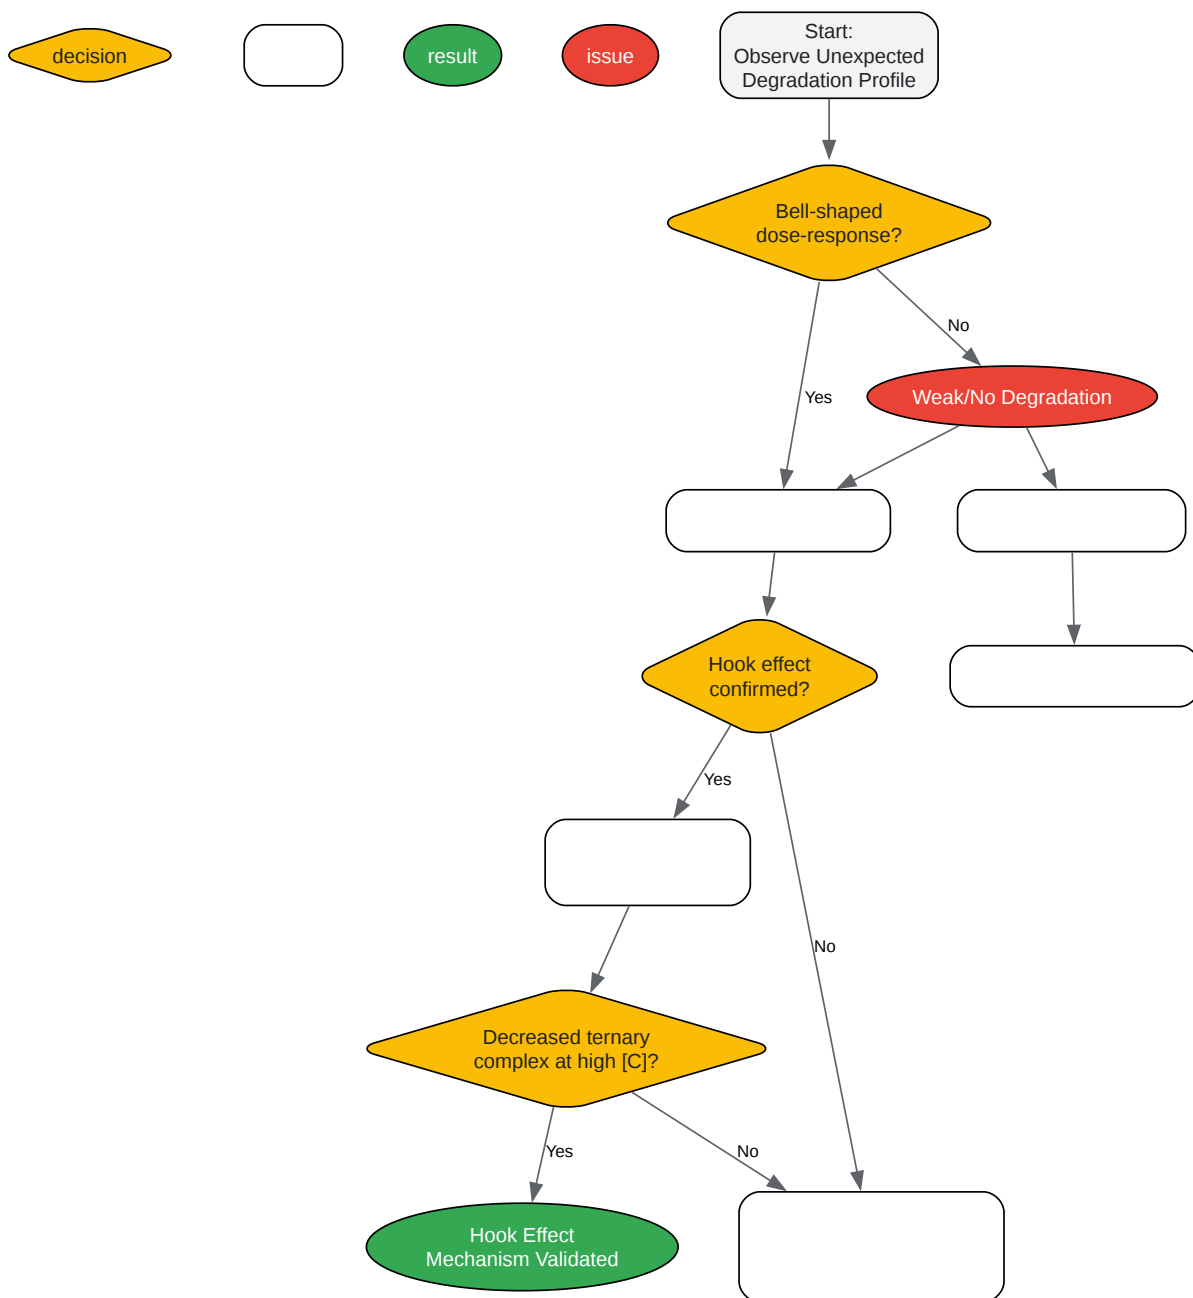 decision
result
issue
Start:
Observe Unexpected
Degradation Profile
Bell-shaped
dose-response?
No
Yes
Weak/No Degradation
Hook effect
confirmed?
Yes
No
Decreased ternary
complex at high [C]?
Yes
No
Hook Effect
Mechanism Validated